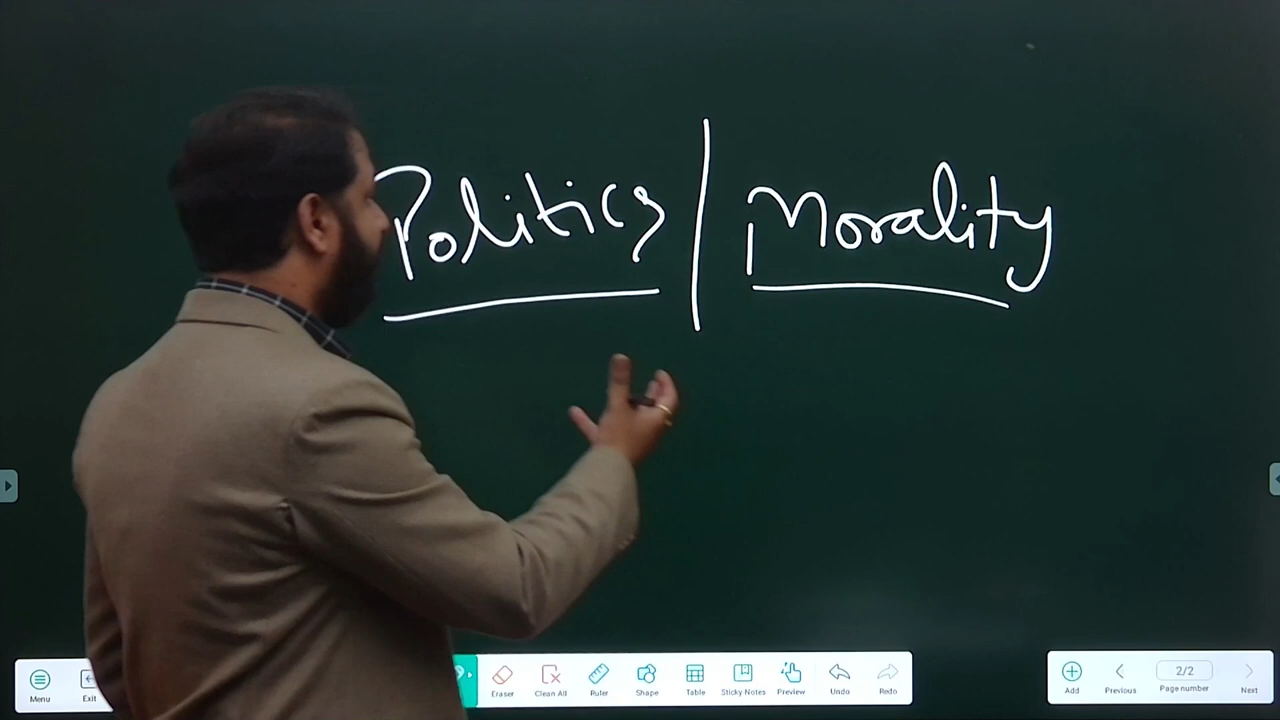 Politics | Morality
Menu Exit Eraser Clean All Ruler Shape Table Sticky Notes Preview Undo Redo Add Previous 2/2 Page number Next